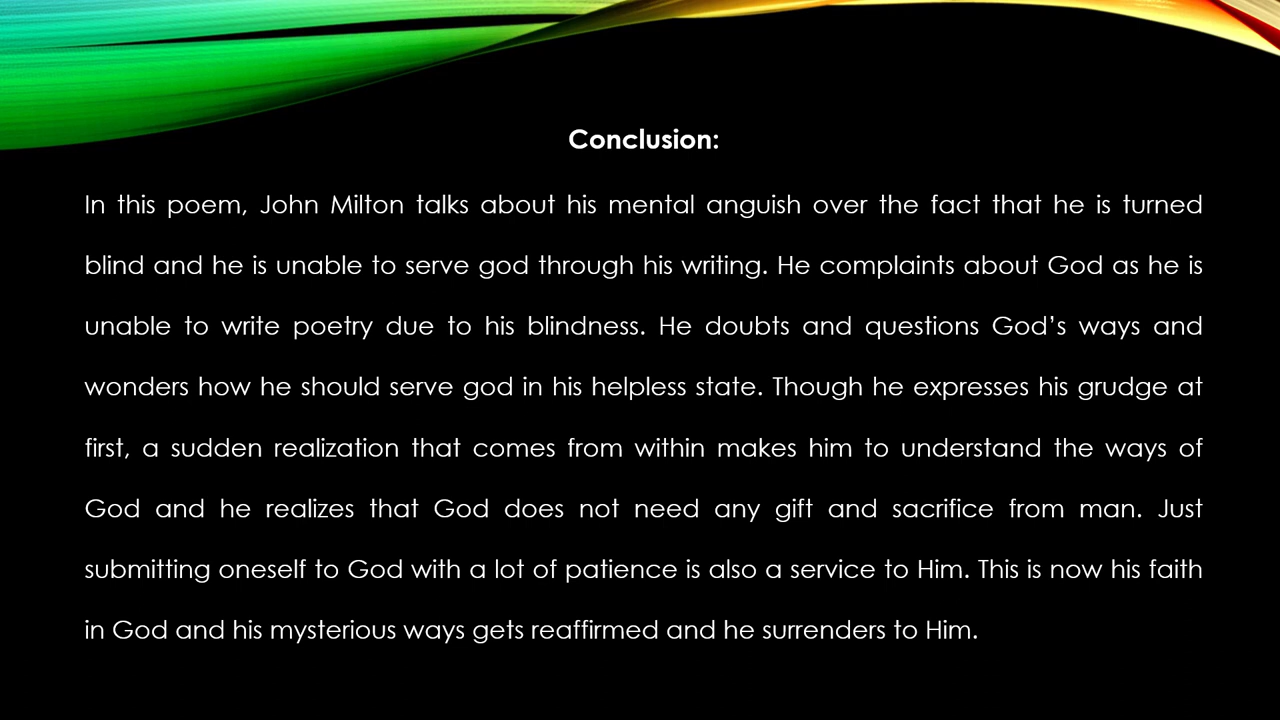 Conclusion:
In this poem, John Milton talks about his mental anguish over the fact that he is turned
blind and he is unable to serve god through his writing. He complaints about God as he is
unable to write poetry due to his blindness. He doubts and questions God’s ways and
wonders how he should serve god in his helpless state. Though he expresses his grudge at
first, a sudden realization that comes from within makes him to understand the ways of
God and he realizes that God does not need any gift and sacrifice from man. Just
submitting oneself to God with a lot of patience is also a service to Him. This is now his faith
in God and his mysterious ways gets reaffirmed and he surrenders to Him.